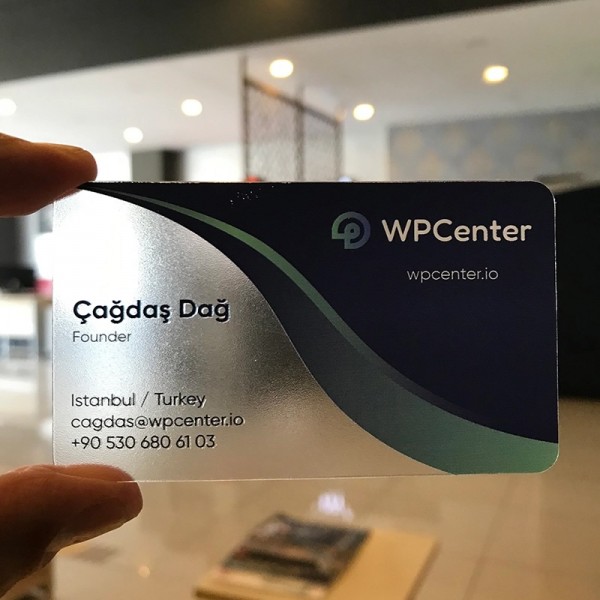 WPCenter
wpcenter.io
Çağdaş Dağ
Founder
Istanbul / Turkey
cagdas@wpcenter.io
+90 530 680 61 03